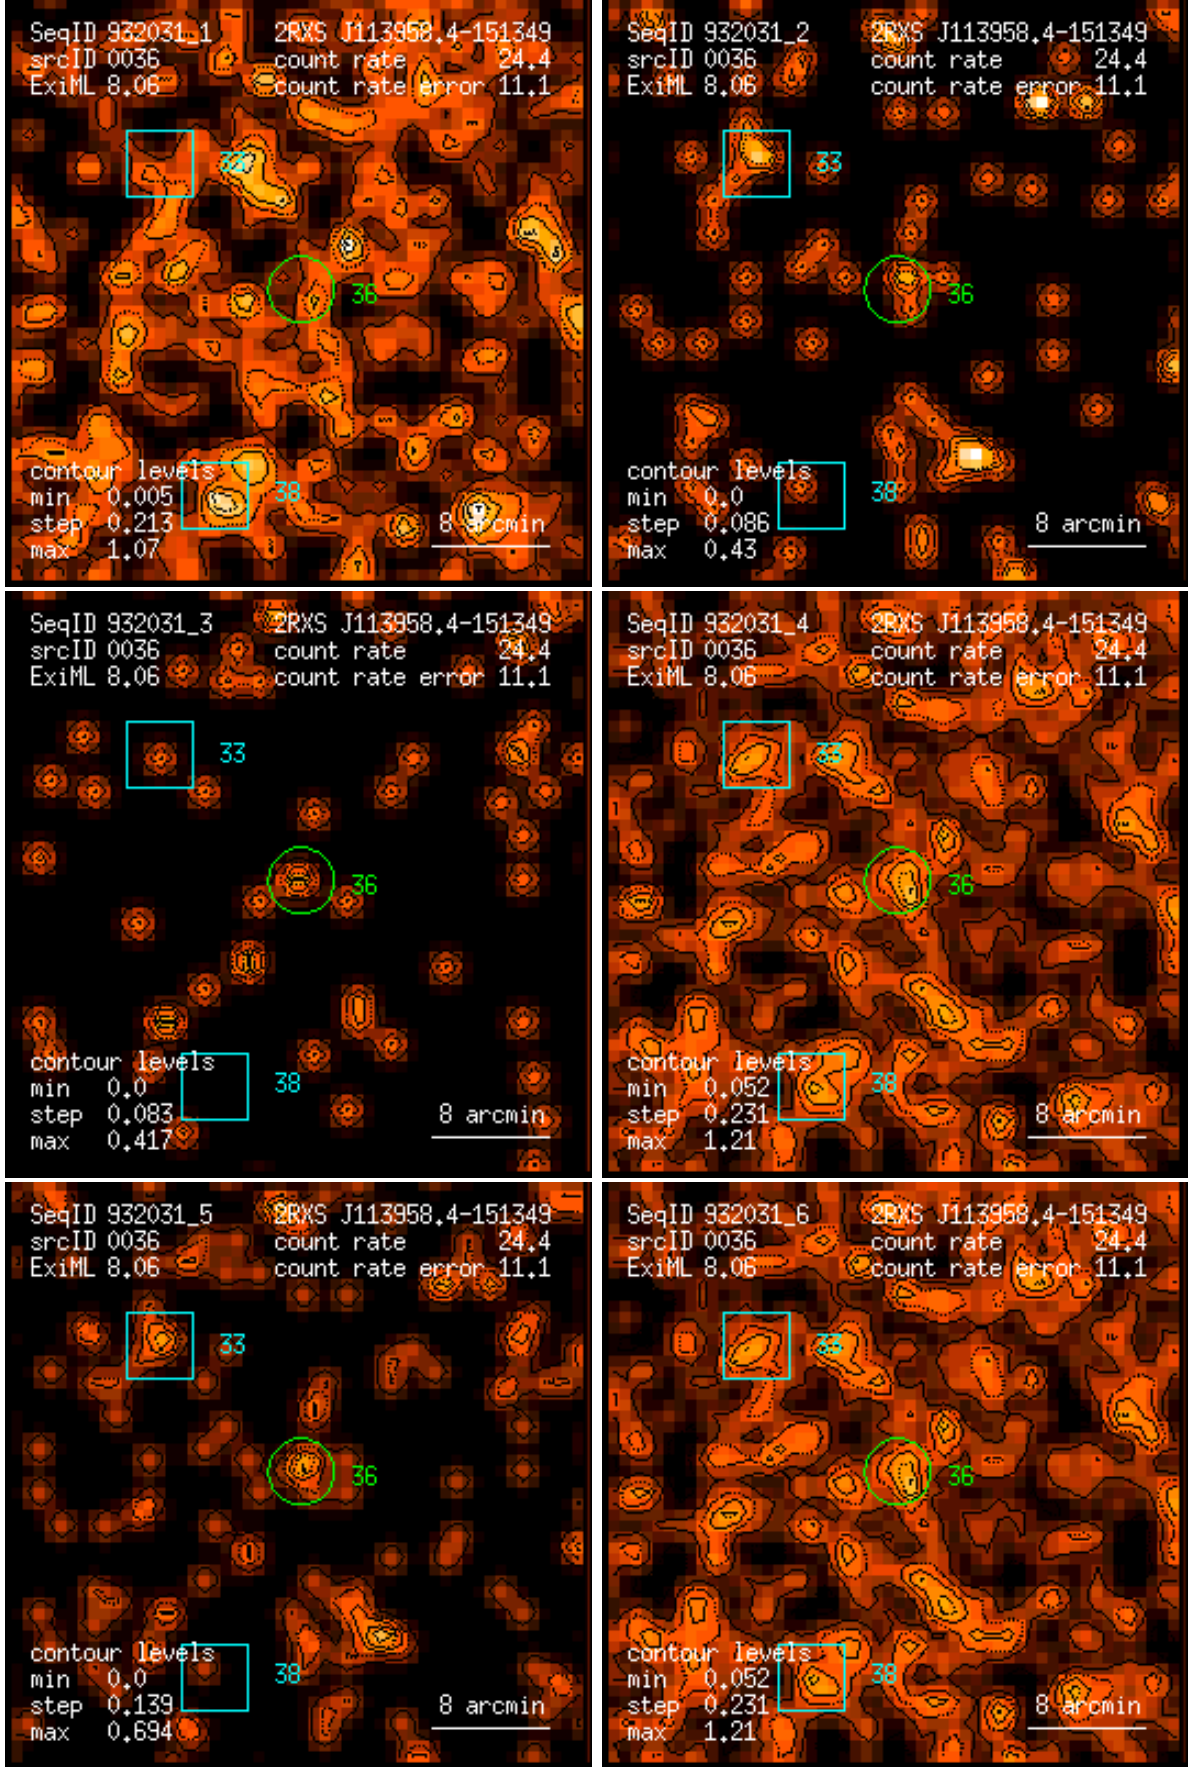 SeqID 932031_1 2RXS J113958.4-151349
srcID 0036 count rate 24.4
ExiML 8.06 count rate error 11.1
33
36
contour levels
38
min 0.005
step 0.213
8 arcmin
max 1.07
SeqID 932031_2 2RXS J113958.4-151349
srcID 0036 count rate 24.4
ExiML 8.06 count rate error 11.1
33
36
contour levels
38
min 0.0
step 0.086
8 arcmin
max 0.43
SeqID 932031_3 2RXS J113958.4-151349
srcID 0036 count rate 24.4
ExiML 8.06 count rate error 11.1
33
36
contour levels
38
min 0.0
step 0.083
8 arcmin
max 0.417
SeqID 932031_4 2RXS J113958.4-151349
srcID 0036 count rate 24.4
ExiML 8.06 count rate error 11.1
33
36
contour levels
38
min 0.052
step 0.231
8 arcmin
max 1.21
SeqID 932031_5 2RXS J113958.4-151349
srcID 0036 count rate 24.4
ExiML 8.06 count rate error 11.1
33
36
contour levels
38
min 0.0
step 0.139
8 arcmin
max 0.694
SeqID 932031_6 2RXS J113958.4-151349
srcID 0036 count rate 24.4
ExiML 8.06 count rate error 11.1
33
36
contour levels
38
min 0.052
step 0.231
8 arcmin
max 1.21